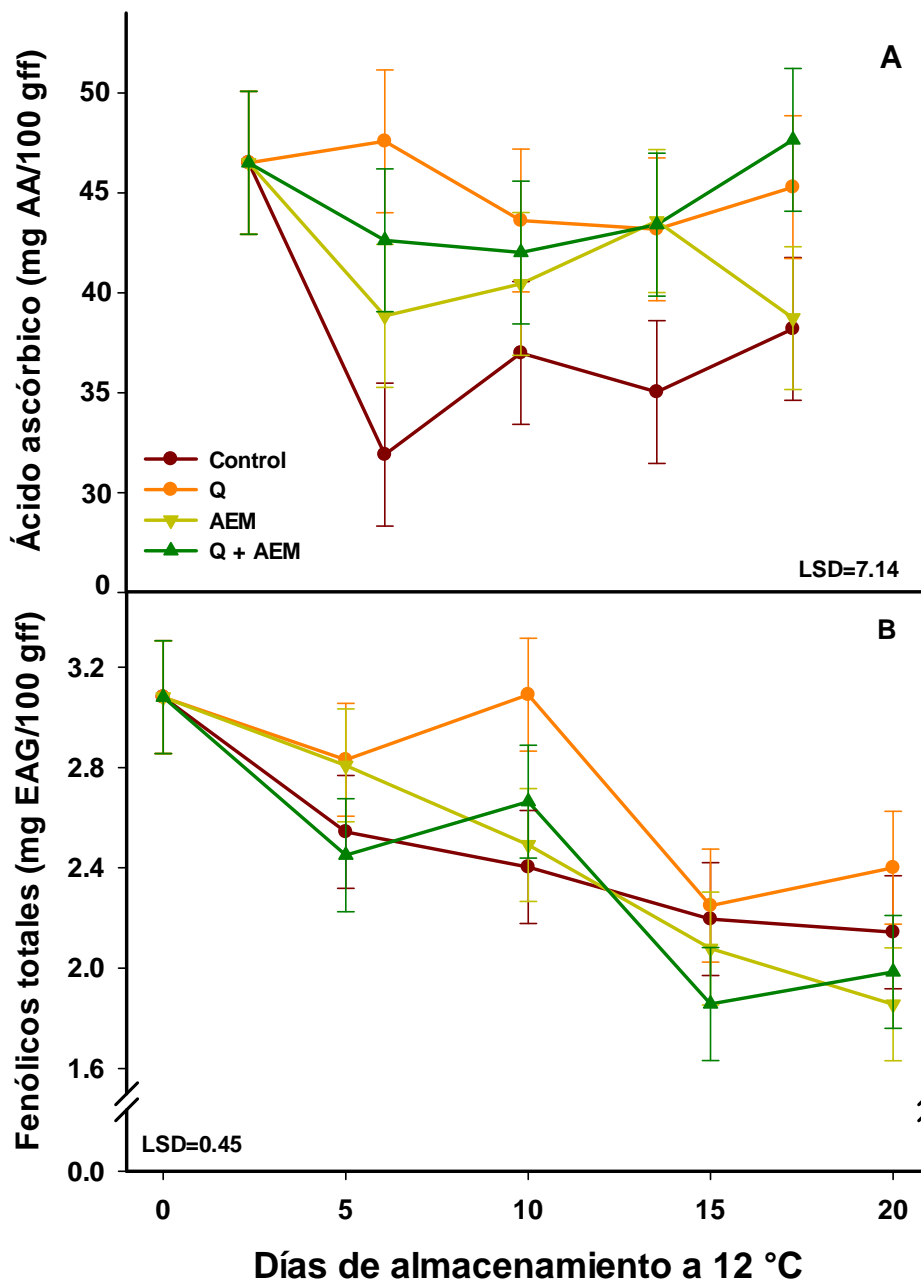 A
Ácido ascórbico (mg AA/100 gff)
50
45
40
35
30
0
Control
Q
AEM
Q + AEM
LSD=7.14
B
Fenólicos totales (mg EAG/100 gff)
3.2
2.8
2.4
2.0
1.6
0.0
LSD=0.45
0 5 10 15 20
Días de almacenamiento a 12 °C